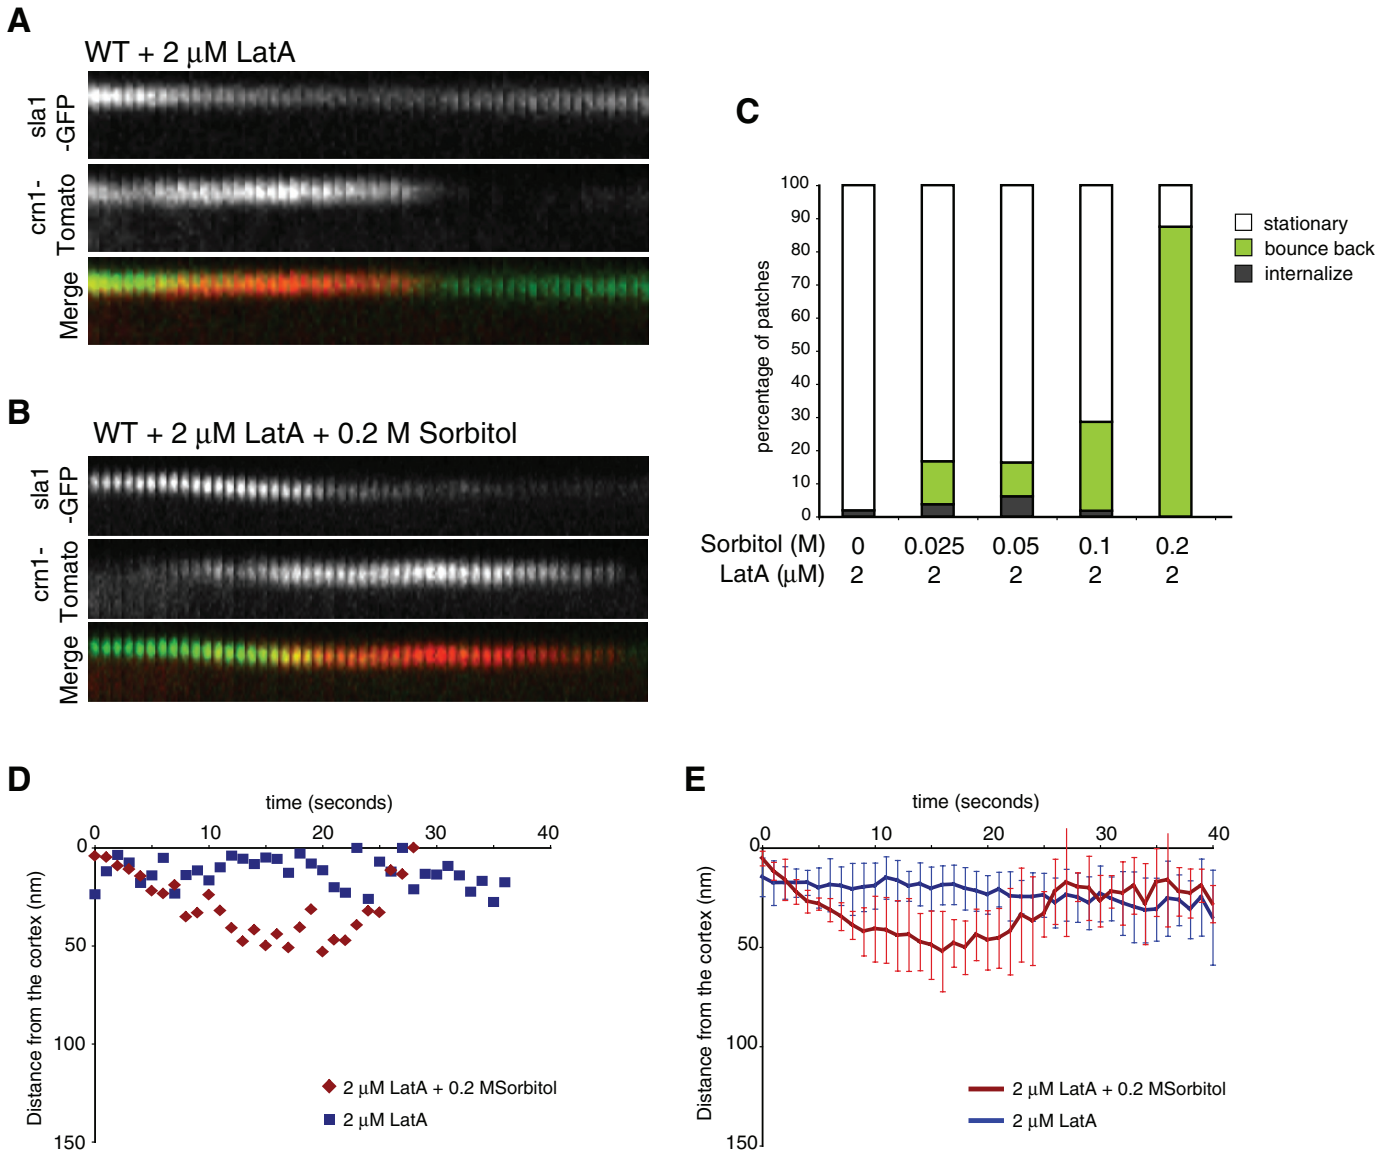 A
WT + 2 μM LatA
sla1
-GFP
crn1-
Tomato
Merge
B
WT + 2 μM LatA + 0.2 M Sorbitol
sla1
-GFP
crn1-
Tomato
Merge
C
percentage of patches
100
90
80
70
60
50
40
30
20
10
0
stationary
bounce back
internalize
Sorbitol (M) 0 0.025 0.05 0.1 0.2
LatA (μM) 2 2 2 2 2
D
time (seconds)
0 10 20 30 40
Distance from the cortex (nm)
0
50
100
150
2 μM LatA + 0.2 MSorbitol
2 μM LatA
E
time (seconds)
0 10 20 30 40
Distance from the cortex (nm)
0
50
100
150
2 μM LatA + 0.2 MSorbitol
2 μM LatA